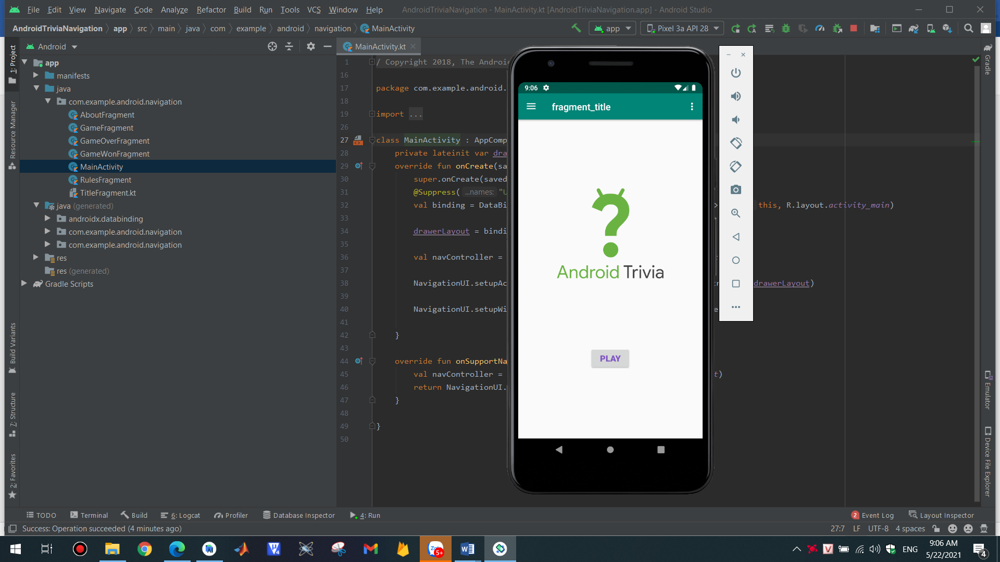 File Edit View Navigate Code Analyze Refactor Build Run Tools VCS Window Help AndroidTriviaNavigation - MainActivity.kt [AndroidTriviaNavigation.app] - Android Studio
AndroidTriviaNavigation app src main java com example android navigation MainActivity app Pixel 3a API 28
1: Project
Resource Manager
Build Variants
7: Structure
2: Favorites
Android
app
manifests
java
com.example.android.navigation
AboutFragment
GameFragment
GameOverFragment
GameWonFragment
MainActivity
RulesFragment
TitleFragment.kt
java (generated)
androidx.databinding
com.example.android.navigation
com.example.android.navigation
res
res (generated)
Gradle Scripts
MainActivity.kt
1 / Copyright 2018, The Androi
16
17 package com.example.android.
18
19 import ...
26
27 class MainActivity : AppComp
28 private lateinit var dra
29 override fun onCreate(sa
30 super.onCreate(saved
31 @Suppress( ...names: "U
32 val binding = DataBi > this, R.layout.activity_main)
33
34 drawerLayout = bindi
35
36 val navController =
37
38 NavigationUI.setupAc tr drawerLayout)
39
40 NavigationUI.setupWi e
41
42 }
43
44 override fun onSupportNa
45 val navController = t)
46 return NavigationUI.
47 }
48
49 }
50
9:06
fragment_title
Android Trivia
PLAY
Gradle
Emulator
Device File Explorer
TODO Terminal Build 6: Logcat Profiler Database Inspector 4: Run 2 Event Log Layout Inspector
Success: Operation succeeded (4 minutes ago) 27:7 LF UTF-8 4 spaces
5+
ENG
9:06 AM
5/22/2021
4